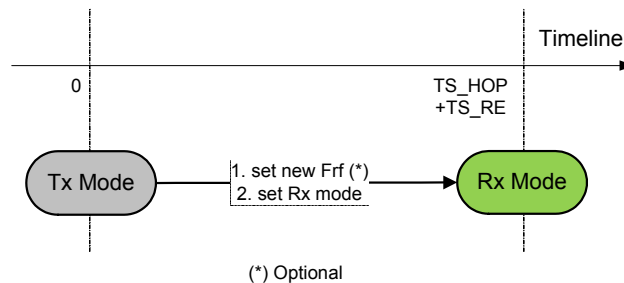 Timeline
0
TS_HOP
+TS_RE
Tx Mode
1. set new Frf (*)
2. set Rx mode
Rx Mode
(*) Optional